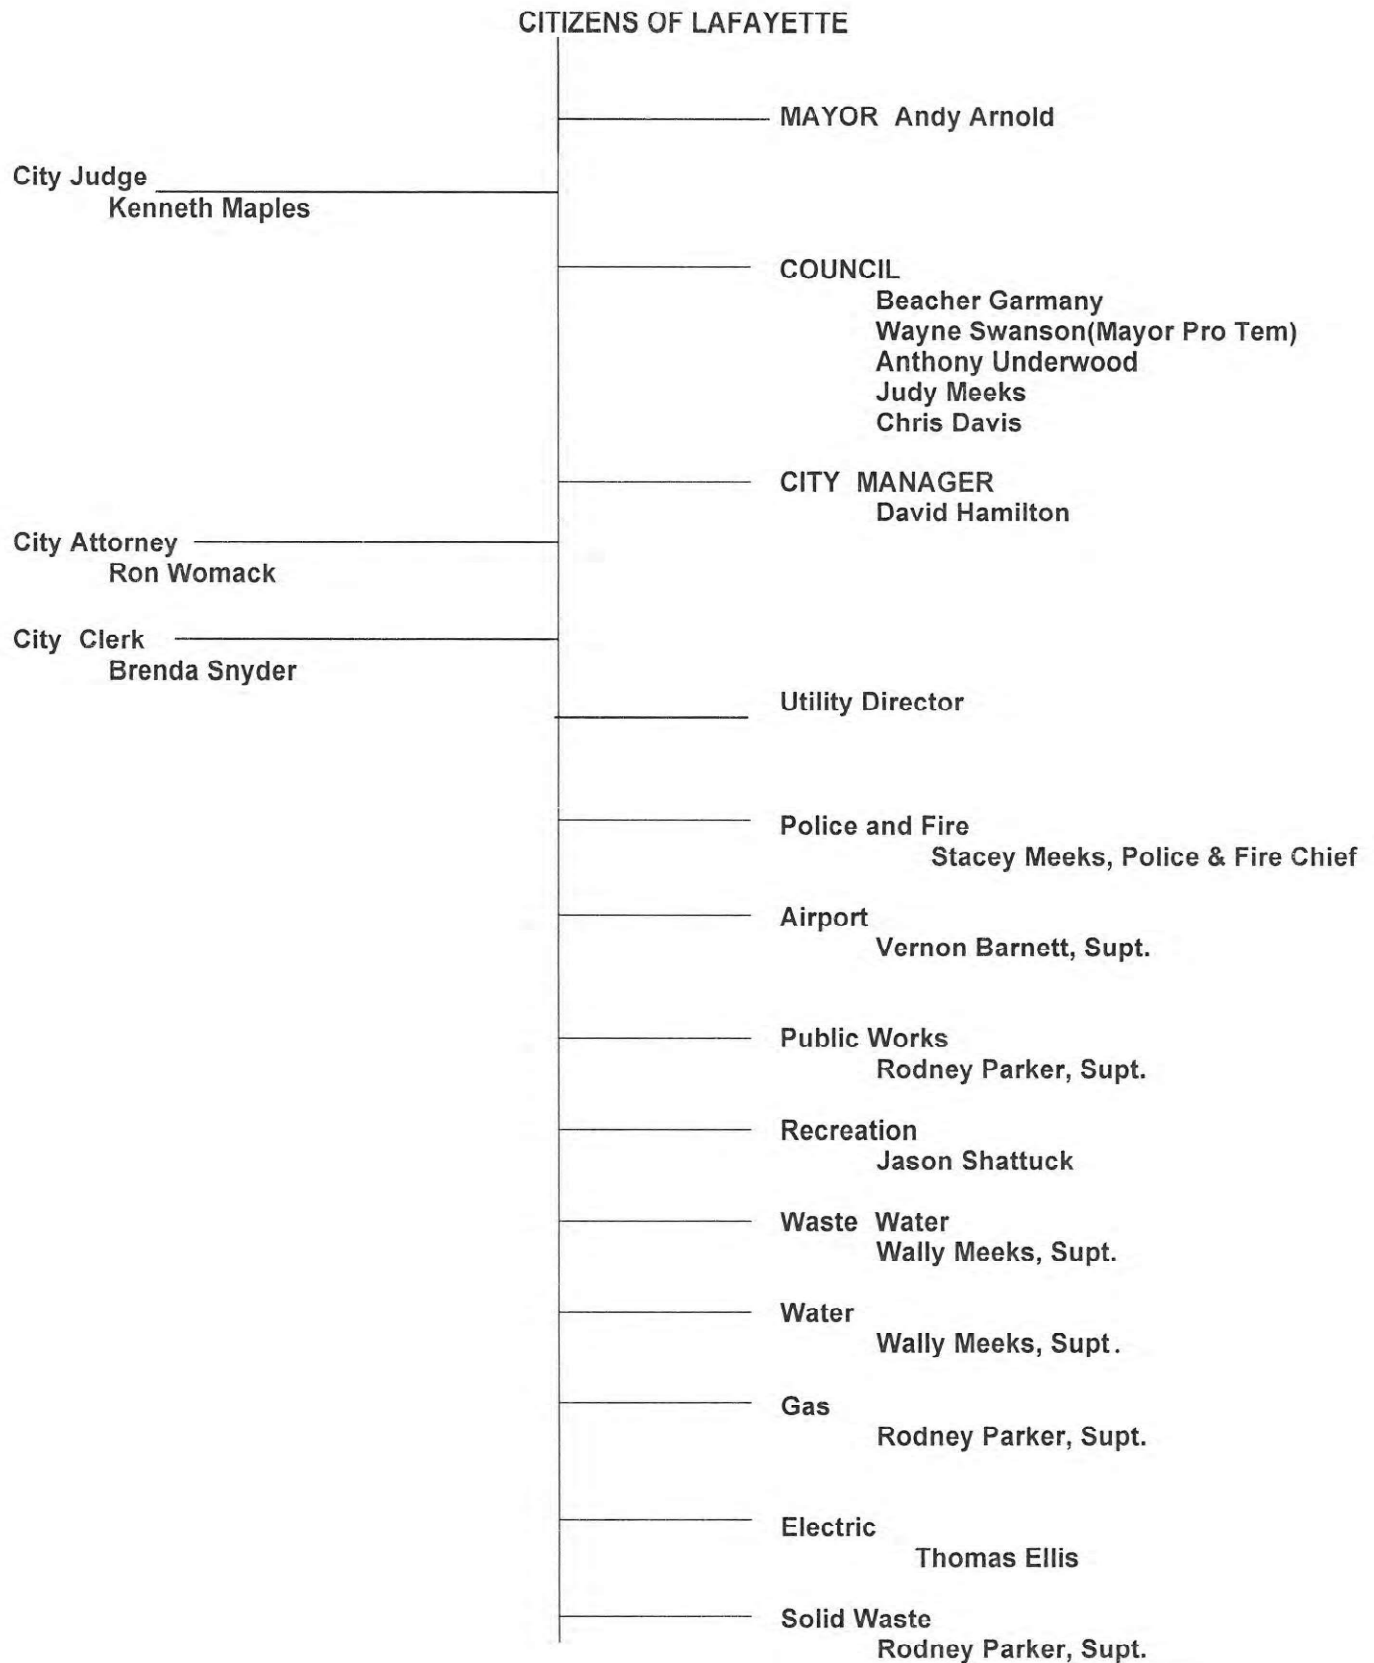 CITIZENS OF LAFAYETTE
MAYOR Andy Arnold
City Judge
Kenneth Maples
COUNCIL
Beacher Garmany
Wayne Swanson(Mayor Pro Tem)
Anthony Underwood
Judy Meeks
Chris Davis
CITY MANAGER
David Hamilton
City Attorney
Ron Womack
City Clerk
Brenda Snyder
Utility Director
Police and Fire
Stacey Meeks, Police & Fire Chief
Airport
Vernon Barnett, Supt.
Public Works
Rodney Parker, Supt.
Recreation
Jason Shattuck
Waste Water
Wally Meeks, Supt.
Water
Wally Meeks, Supt.
Gas
Rodney Parker, Supt.
Electric
Thomas Ellis
Solid Waste
Rodney Parker, Supt.